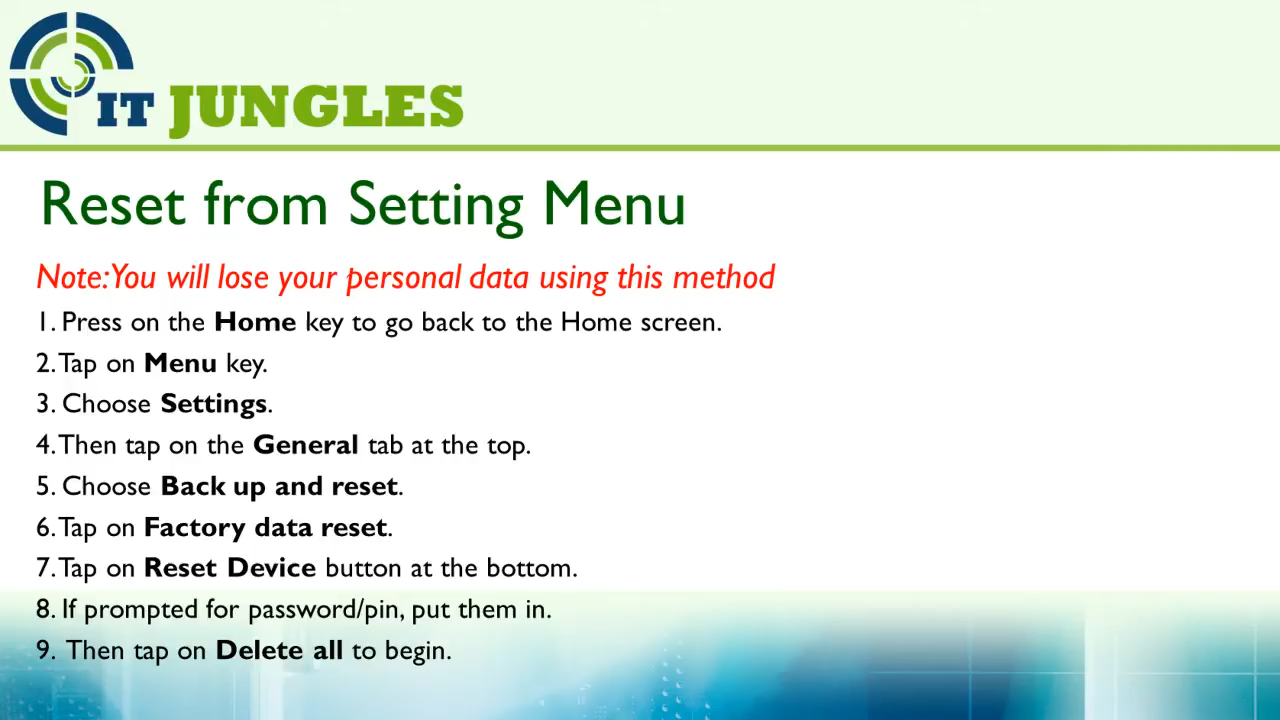 IT JUNGLES
Reset from Setting Menu
Note: You will lose your personal data using this method
1. Press on the Home key to go back to the Home screen.
2. Tap on Menu key.
3. Choose Settings.
4. Then tap on the General tab at the top.
5. Choose Back up and reset.
6. Tap on Factory data reset.
7. Tap on Reset Device button at the bottom.
8. If prompted for password/pin, put them in.
9. Then tap on Delete all to begin.